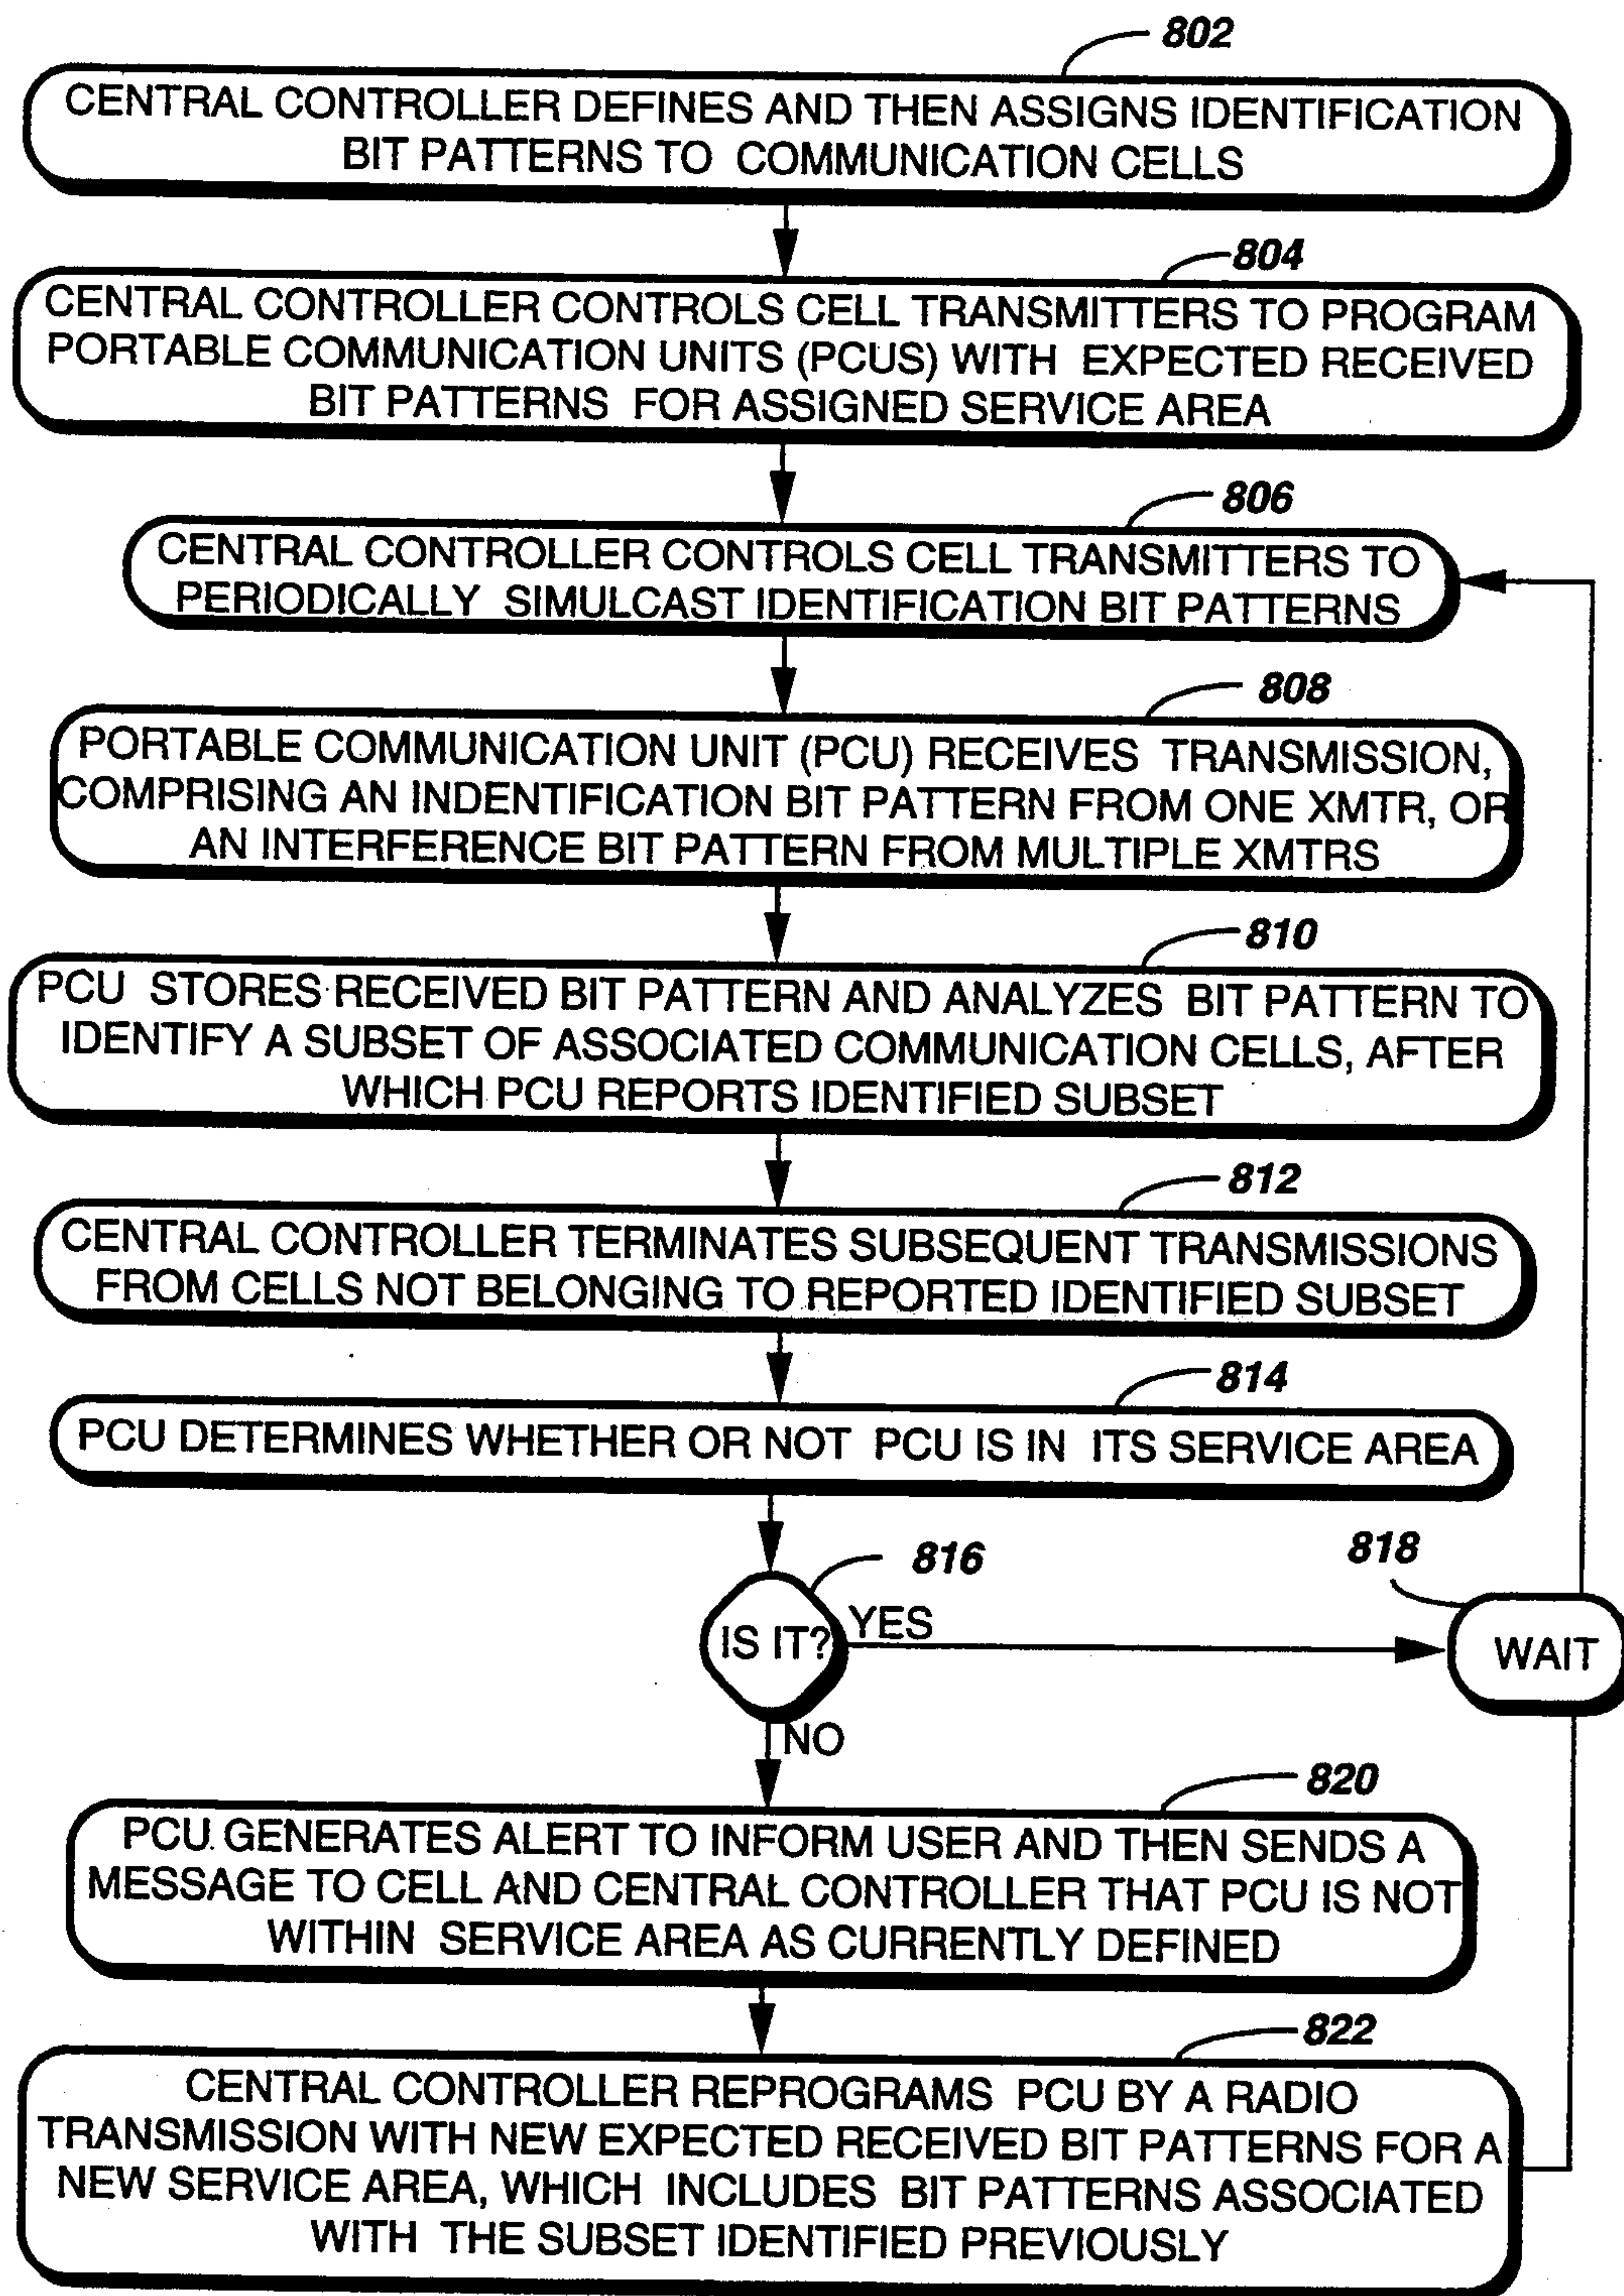 802
CENTRAL CONTROLLER DEFINES AND THEN ASSIGNS IDENTIFICATION
BIT PATTERNS TO COMMUNICATION CELLS
804
CENTRAL CONTROLLER CONTROLS CELL TRANSMITTERS TO PROGRAM
PORTABLE COMMUNICATION UNITS (PCUS) WITH EXPECTED RECEIVED
BIT PATTERNS FOR ASSIGNED SERVICE AREA
806
CENTRAL CONTROLLER CONTROLS CELL TRANSMITTERS TO
PERIODICALLY SIMULCAST IDENTIFICATION BIT PATTERNS
808
PORTABLE COMMUNICATION UNIT (PCU) RECEIVES TRANSMISSION,
COMPRISING AN INDENTIFICATION BIT PATTERN FROM ONE XMTR, OR
AN INTERFERENCE BIT PATTERN FROM MULTIPLE XMTRS
810
PCU STORES RECEIVED BIT PATTERN AND ANALYZES BIT PATTERN TO
IDENTIFY A SUBSET OF ASSOCIATED COMMUNICATION CELLS, AFTER
WHICH PCU REPORTS IDENTIFIED SUBSET
812
CENTRAL CONTROLLER TERMINATES SUBSEQUENT TRANSMISSIONS
FROM CELLS NOT BELONGING TO REPORTED IDENTIFIED SUBSET
814
PCU DETERMINES WHETHER OR NOT PCU IS IN ITS SERVICE AREA
816
818
IS IT?
YES
WAIT
NO
820
PCU GENERATES ALERT TO INFORM USER AND THEN SENDS A
MESSAGE TO CELL AND CENTRAL CONTROLLER THAT PCU IS NOT
WITHIN SERVICE AREA AS CURRENTLY DEFINED
822
CENTRAL CONTROLLER REPROGRAMS PCU BY A RADIO
TRANSMISSION WITH NEW EXPECTED RECEIVED BIT PATTERNS FOR A
NEW SERVICE AREA, WHICH INCLUDES BIT PATTERNS ASSOCIATED
WITH THE SUBSET IDENTIFIED PREVIOUSLY